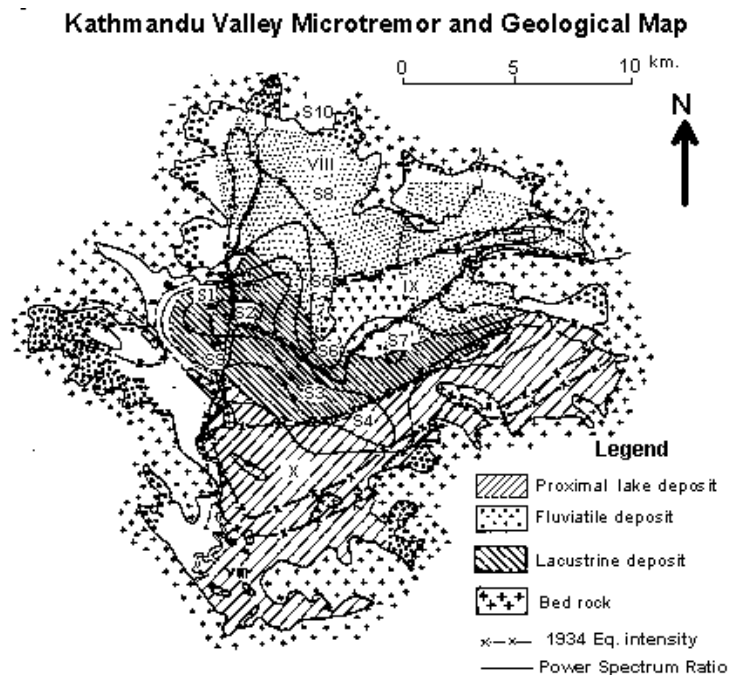 Kathmandu Valley Microtremor and Geological Map
0 5 10 km.
N
S10
VIII
S8
IX
S1
S2
S9
S6
S7
S9
S3
S4
X
Legend
Proximal lake deposit
Fluviatile deposit
Lacustrine deposit
Bed rock
1934 Eq. intensity
Power Spectrum Ratio